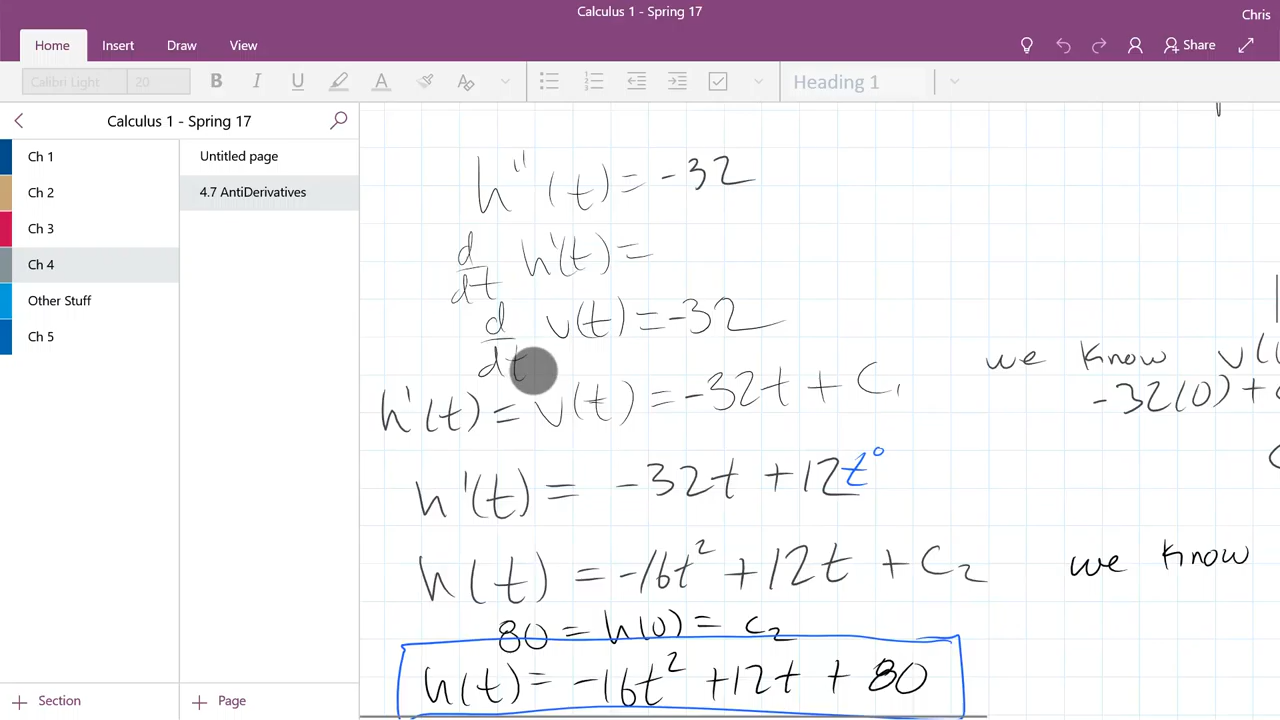 Calculus 1 - Spring 17
Chris
Home Insert Draw View
Share
Calibri Light 20 B I U A Heading 1
Calculus 1 - Spring 17
Ch 1
Ch 2
Ch 3
Ch 4
Other Stuff
Ch 5
Untitled page
4.7 AntiDerivatives
+ Section
+ Page
h''(t) = -32
d/dt h'(t) =
d/dt v(t) = -32
h'(t) = v(t) = -32t + C₁
h'(t) = -32t + 12t⁰
h(t) = -16t² + 12t + C₂
80 = h(0) = C₂
h(t) = -16t² + 12t + 80
we know v(
-32(0) +
we know